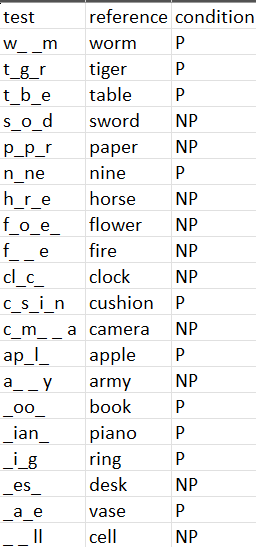 test reference condition
w_ _m worm P
t_g_r tiger P
t_b_e table P
s_o_d sword NP
p_p_r paper NP
n_ne nine P
h_r_e horse NP
f_o_e_ flower NP
f_ _ e fire NP
cl_c_ clock NP
c_s_i_n cushion P
c_m_ _ a camera NP
ap_l_ apple P
a_ _ y army NP
_oo_ book P
_ian_ piano P
_i_g ring P
_es_ desk NP
_a_e vase P
_ _ ll cell NP